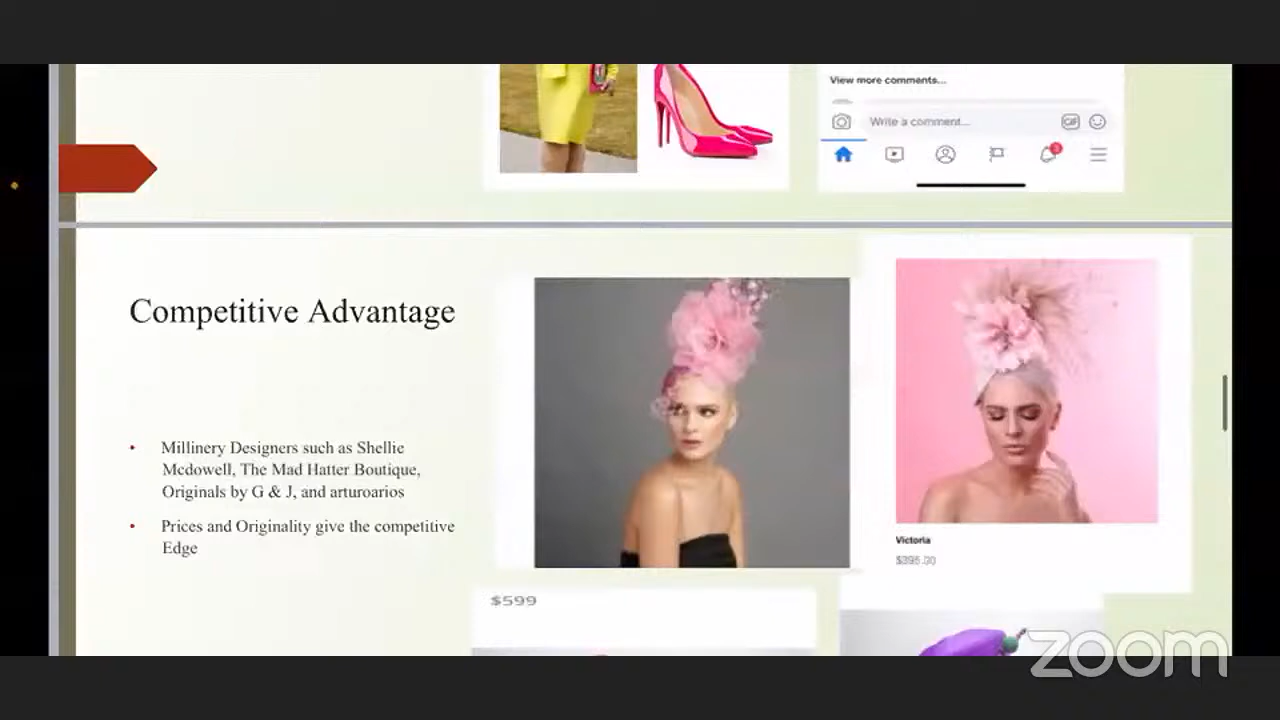 View more comments...
Write a comment...
GIF
3
Competitive Advantage
Millinery Designers such as Shellie
Mcdowell, The Mad Hatter Boutique,
Originals by G & J, and arturoarios
Prices and Originality give the competitive
Edge
Victoria
$395.00
$599
zoom